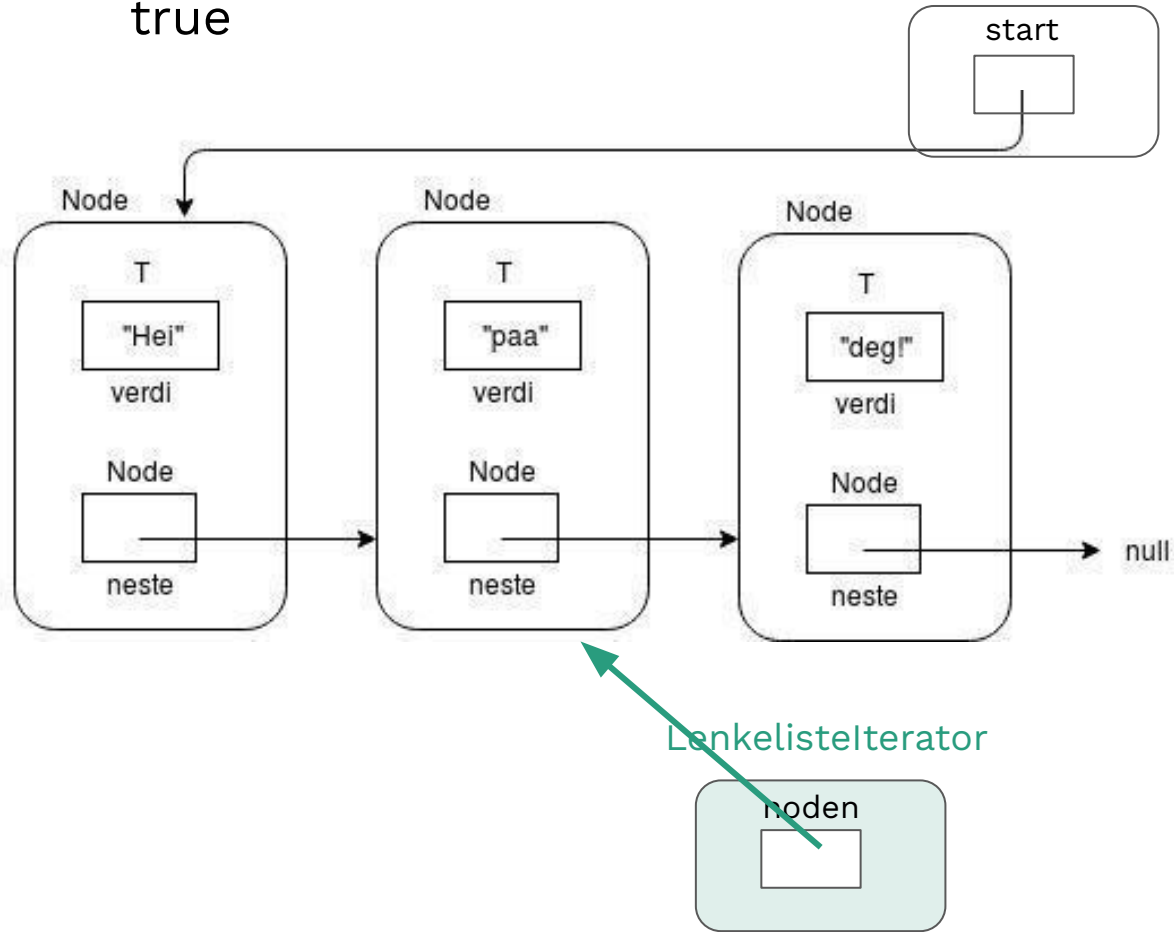 true
start
Node
Node
Node
T
T
T
"Hei"
"paa"
"deg!"
verdi
verdi
verdi
Node
Node
Node
neste
neste
neste
null
LenkelisteIterator
noden